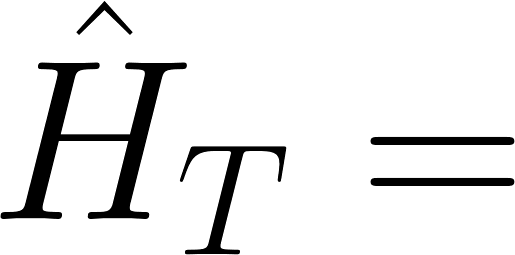 Ĥ_T =